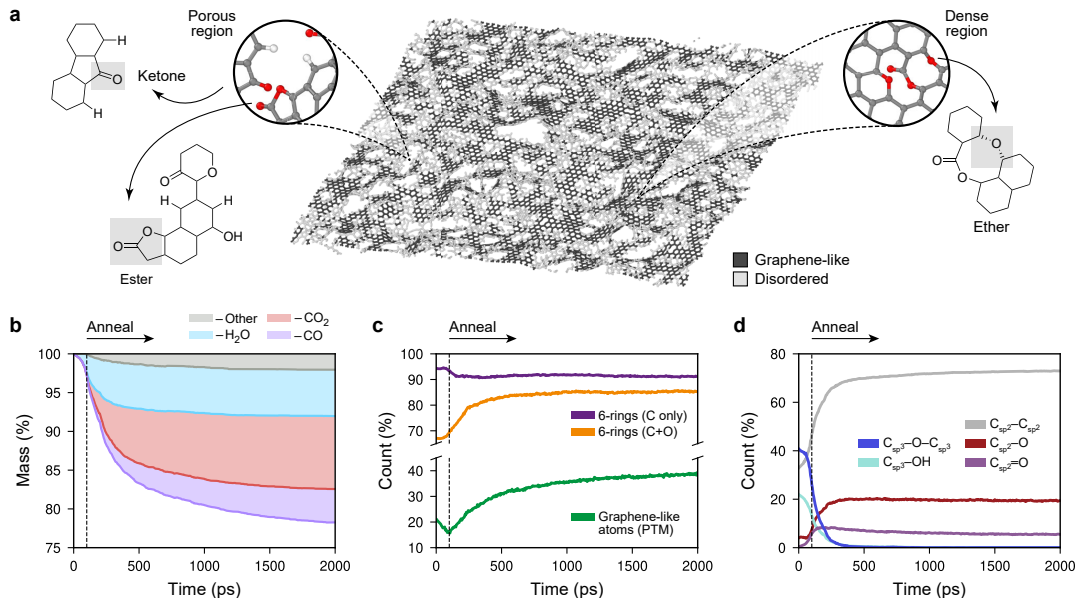 a
Porous
region
Dense
region
H
O
H
Ketone
O
O
H
H
O
O
OH
Ester
O
O
O
Ether
Graphene-like
Disordered
b
Anneal
–Other
–CO₂
–H₂O
–CO
100
95
90
85
80
75
Mass (%)
0
500
1000
1500
2000
Time (ps)
c
Anneal
100
90
80
70
40
30
20
10
Count (%)
6-rings (C only)
6-rings (C+O)
Graphene-like
atoms (PTM)
0
500
1000
1500
2000
Time (ps)
d
Anneal
80
60
40
20
0
Count (%)
Csp3–O–Csp3
Csp3–OH
Csp2–Csp2
Csp2–O
Csp2=O
0
500
1000
1500
2000
Time (ps)